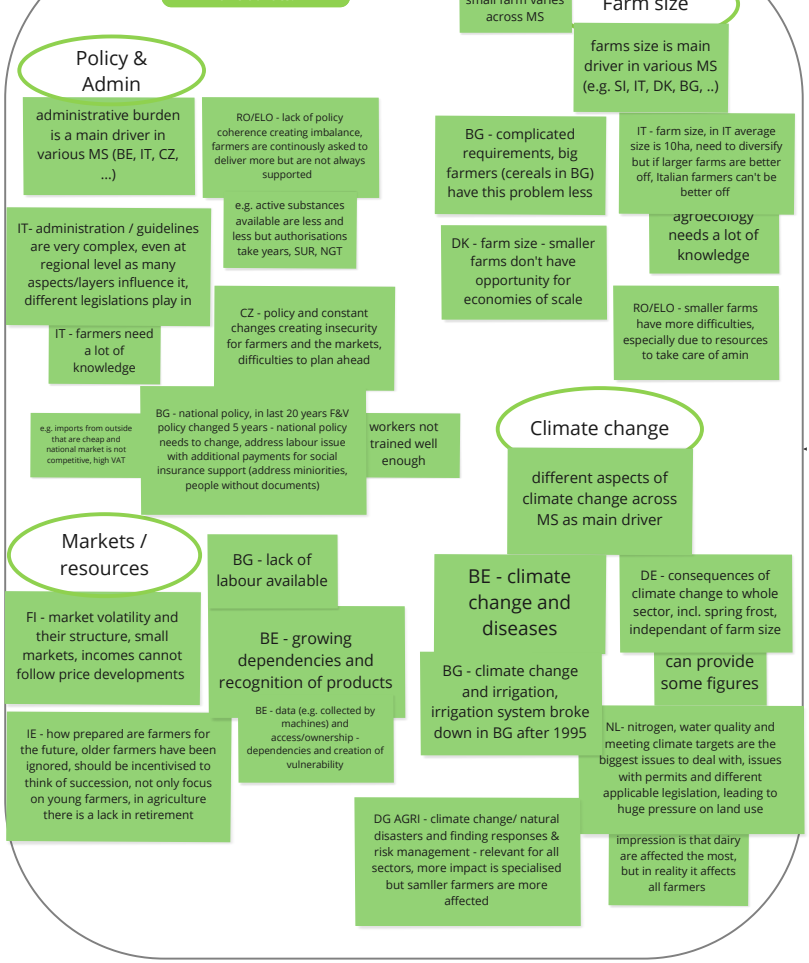 small farm varies
across MS
Farm size
farms size is main
driver in various MS
(e.g. SI, IT, DK, BG, ..)
Policy &
Admin
administrative burden
is a main driver in
various MS (BE, IT, CZ,
...)
RO/ELO - lack of policy
coherence creating imbalance,
farmers are continously asked to
deliver more but are not always
supported
e.g. active substances
available are less and
less but authorisations
take years, SUR, NGT
IT- administration / guidelines
are very complex, even at
regional level as many
aspects/layers influence it,
different legislations play in
IT - farmers need
a lot of
knowledge
CZ - policy and constant
changes creating insecurity
for farmers and the markets,
difficulties to plan ahead
e.g. imports from outside
that are cheap and
national market is not
competitive, high VAT
BG - national policy, in last 20 years F&V
policy changed 5 years - national policy
needs to change, address labour issue
with additional payments for social
insurance support (address miniorities,
people without documents)
workers not
trained well
enough
BG - complicated
requirements, big
farmers (cereals in BG)
have this problem less
IT - farm size, in IT average
size is 10ha, need to diversify
but if larger farms are better
off, Italian farmers can't be
better off
agroecology
needs a lot of
knowledge
DK - farm size - smaller
farms don't have
opportunity for
economies of scale
RO/ELO - smaller farms
have more difficulties,
especially due to resources
to take care of amin
Markets /
resources
BG - lack of
labour available
FI - market volatility and
their structure, small
markets, incomes cannot
follow price developments
BE - growing
dependencies and
recognition of products
BE - data (e.g. collected by
machines) and
access/ownership -
dependencies and creation of
vulnerability
IE - how prepared are farmers for
the future, older farmers have been
ignored, should be incentivised to
think of succession, not only focus
on young farmers, in agriculture
there is a lack in retirement
Climate change
different aspects of
climate change across
MS as main driver
BE - climate
change and
diseases
DE - consequences of
climate change to whole
sector, incl. spring frost,
independant of farm size
can provide
some figures
BG - climate change
and irrigation,
irrigation system broke
down in BG after 1995
NL- nitrogen, water quality and
meeting climate targets are the
biggest issues to deal with, issues
with permits and different
applicable legislation, leading to
huge pressure on land use
impression is that dairy
are affected the most,
but in reality it affects
all farmers
DG AGRI - climate change/ natural
disasters and finding responses &
risk management - relevant for all
sectors, more impact is specialised
but samller farmers are more
affected